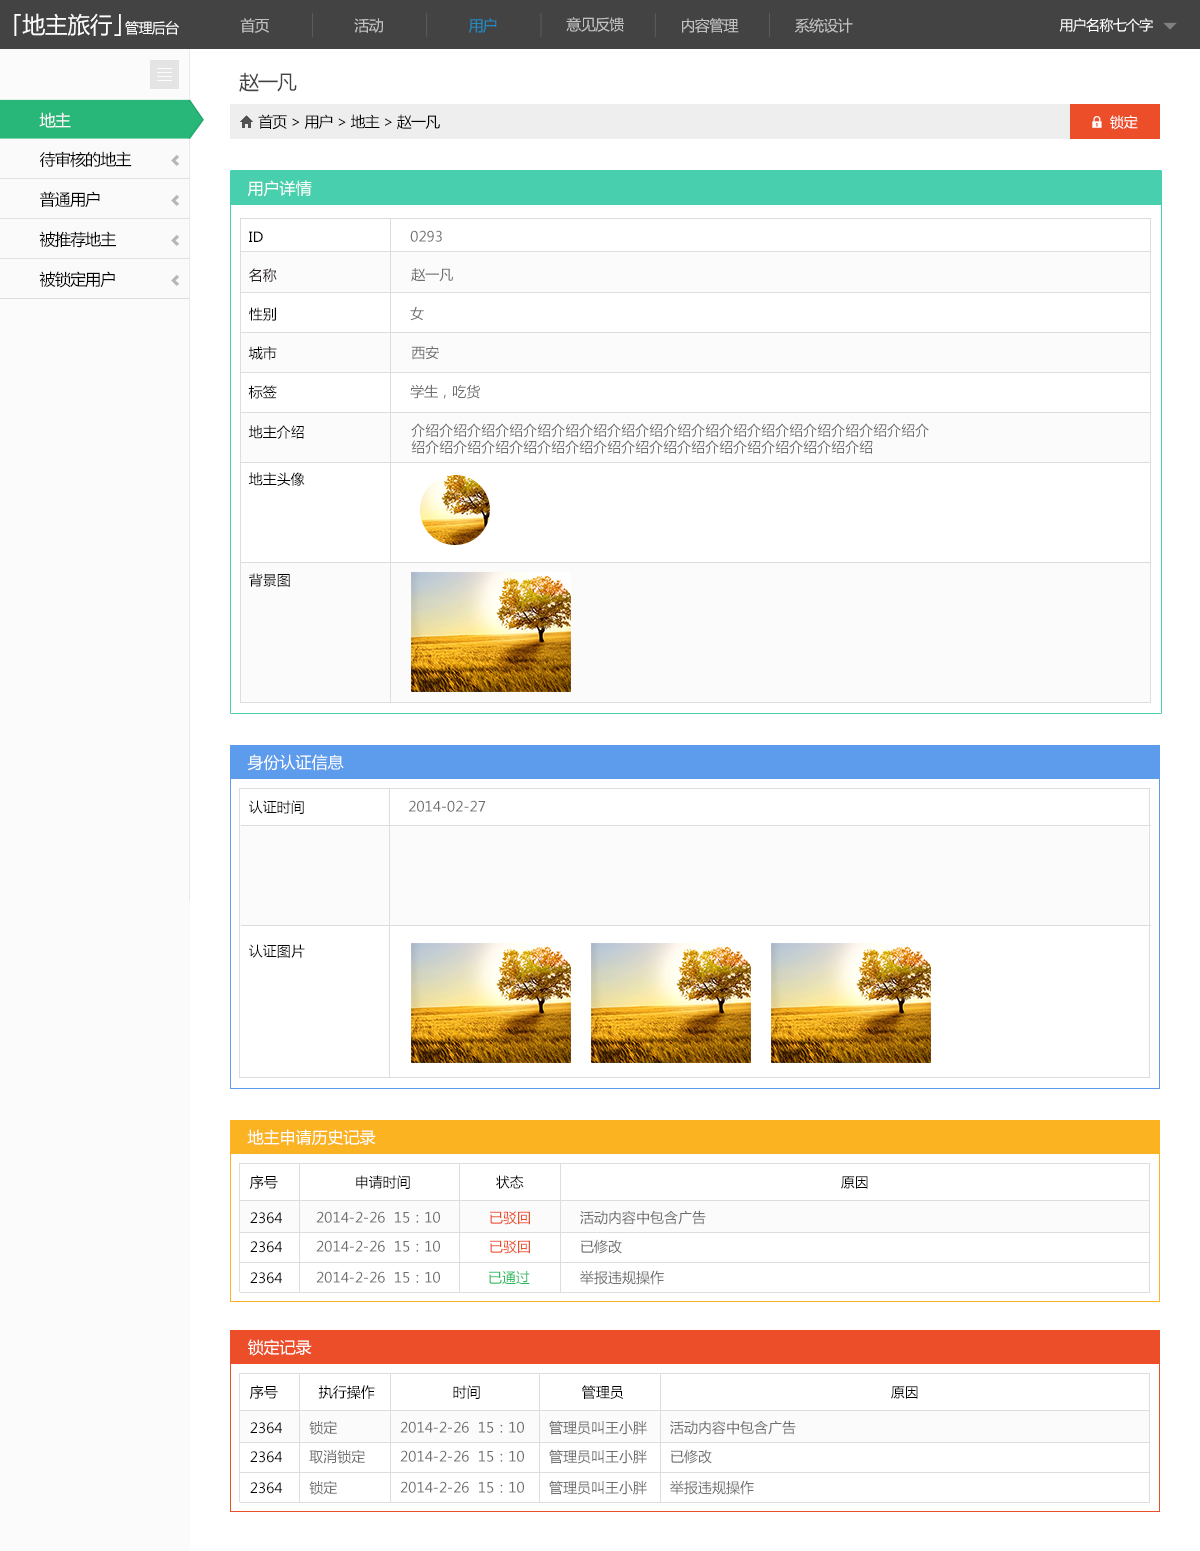 「地主旅行」管理后台 首页 活动 用户 意见反馈 内容管理 系统设计 用户名称七个字
赵一凡
首页 > 用户 > 地主 > 赵一凡 锁定
地主
待审核的地主
普通用户
被推荐地主
被锁定用户
用户详情
ID 0293
名称 赵一凡
性别 女
城市 西安
标签 学生，吃货
地主介绍 介绍介绍介绍介绍介绍介绍介绍介绍介绍介绍介绍介绍介绍介绍介绍介绍介绍介绍介
绍介绍介绍介绍介绍介绍介绍介绍介绍介绍介绍介绍介绍介绍介绍介绍介绍
地主头像
背景图
身份认证信息
认证时间 2014-02-27
认证图片
地主申请历史记录
序号 申请时间 状态 原因
2364 2014-2-26 15：10 已驳回 活动内容中包含广告
2364 2014-2-26 15：10 已驳回 已修改
2364 2014-2-26 15：10 已通过 举报违规操作
锁定记录
序号 执行操作 时间 管理员 原因
2364 锁定 2014-2-26 15：10 管理员叫王小胖 活动内容中包含广告
2364 取消锁定 2014-2-26 15：10 管理员叫王小胖 已修改
2364 锁定 2014-2-26 15：10 管理员叫王小胖 举报违规操作